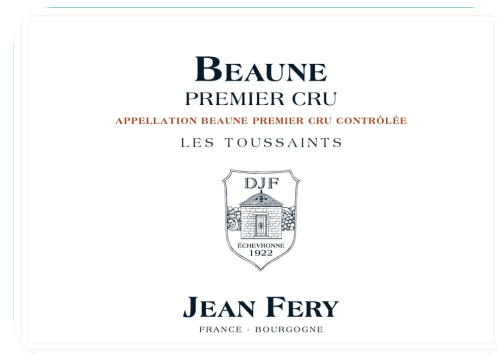 BEAUNE
PREMIER CRU
APPELLATION BEAUNE PREMIER CRU CONTRÔLÉE
LES TOUSSAINTS
DJF
ÉCHEVRONNE
1922
JEAN FERY
FRANCE · BOURGOGNE